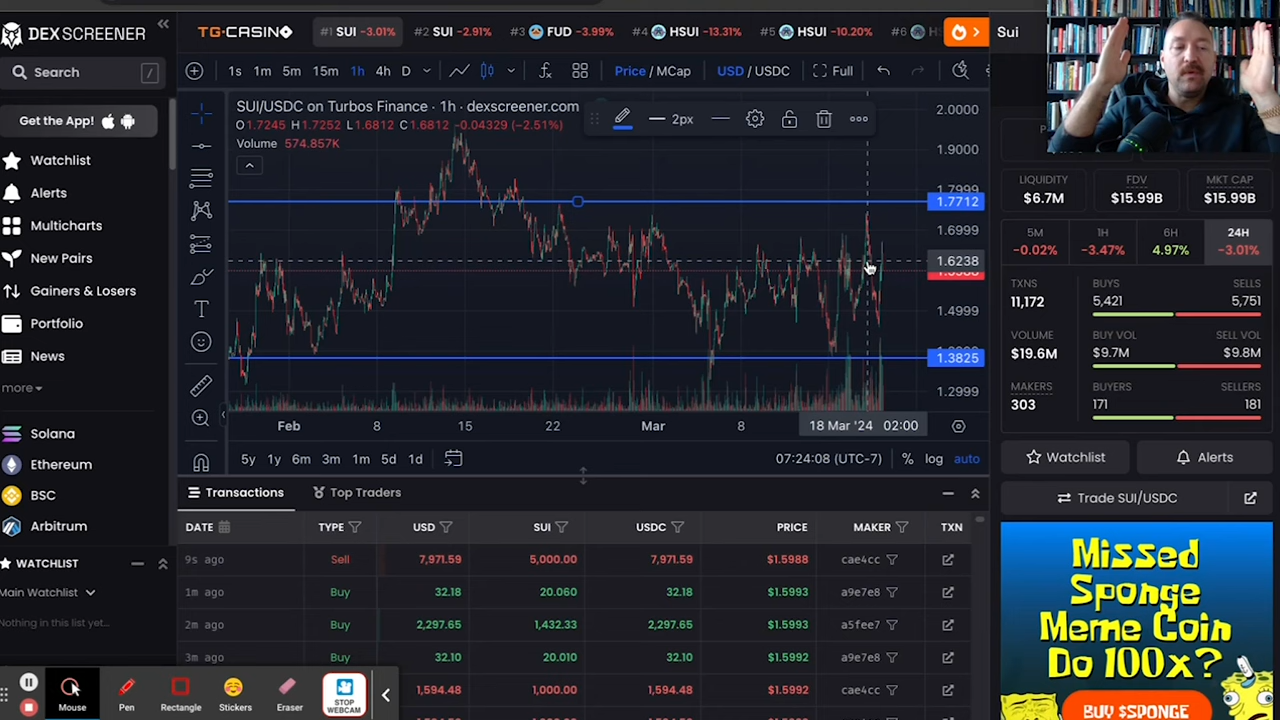 DEX SCREENER
Search
/
Get the App!
Watchlist
Alerts
Multicharts
New Pairs
Gainers & Losers
Portfolio
News
more
Solana
Ethereum
BSC
Arbitrum
WATCHLIST
Main Watchlist
Nothing in this list yet...
TG.CASINO
#1 SUI -3.01%
#2 SUI -2.91%
#3 FUD -3.99%
#4 HSUI -13.31%
#5 HSUI -10.20%
#6
1s 1m 5m 15m 1h 4h D
Price / MCap
USD / USDC
Full
SUI/USDC on Turbos Finance · 1h · dexscreener.com
O1.7245 H1.7252 L1.6812 C1.6812 -0.04329 (-2.51%)
Volume 574.857K
2px
2.0000
1.9000
1.7999
1.7712
1.6999
1.6238
1.4999
1.3825
1.2999
Feb 8 15 22 Mar 8 18 Mar '24 02:00
5y 1y 6m 3m 1m 5d 1d
07:24:08 (UTC-7)
% log auto
Transactions
Top Traders
DATE TYPE USD SUI USDC PRICE MAKER TXN
9s ago Sell 7,971.59 5,000.00 7,971.59 $1.5988 cae4cc
1m ago Buy 32.18 20.060 32.18 $1.5993 a9e7e8
2m ago Buy 2,297.65 1,432.33 2,297.65 $1.5993 a5fee7
3m ago Buy 32.10 20.010 32.10 $1.5992 a9e7e8
1,594.48 1,000.00 1,594.48 $1.5992 cae4cc
Sui
LIQUIDITY
$6.7M
FDV
$15.99B
MKT CAP
$15.99B
5M
-0.02%
1H
-3.47%
6H
4.97%
24H
-3.01%
TXNS
11,172
BUYS
5,421
SELLS
5,751
VOLUME
$19.6M
BUY VOL
$9.7M
SELL VOL
$9.8M
MAKERS
303
BUYERS
171
SELLERS
181
Watchlist
Alerts
Trade SUI/USDC
Missed
Sponge
Meme Coin
Do 100x?
BUY $SPONGE
Mouse
Pen
Rectangle
Stickers
Eraser
STOP
WEBCAM